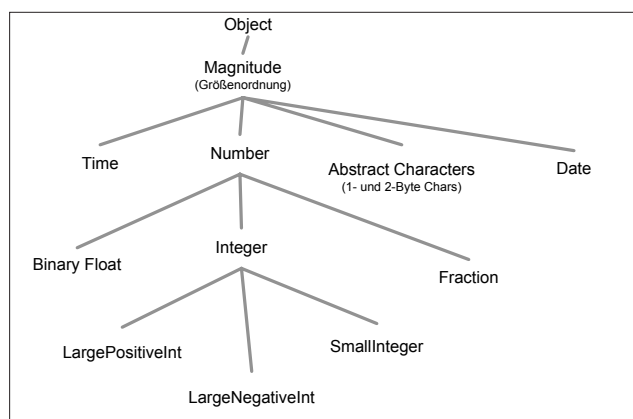 Object
Magnitude
(Größenordnung)
Time
Number
Abstract Characters
(1- und 2-Byte Chars)
Date
Binary Float
Integer
Fraction
LargePositiveInt
SmallInteger
LargeNegativeInt